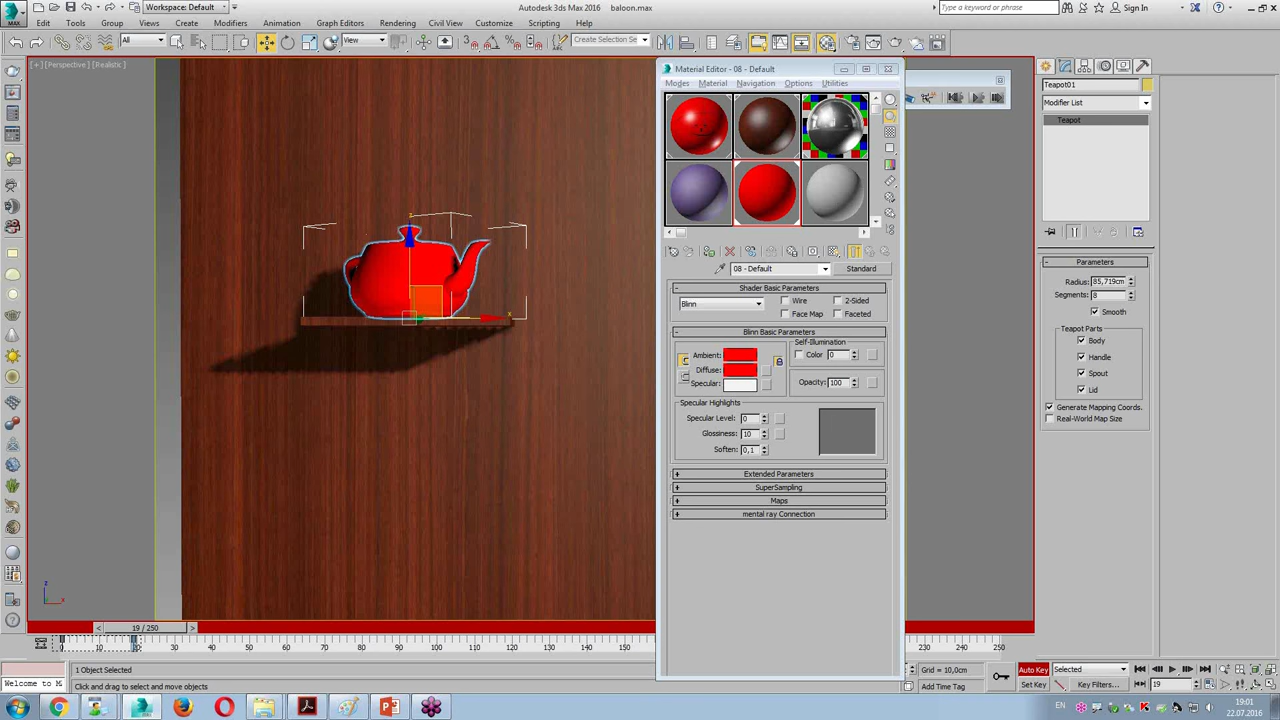 Workspace: Default
Autodesk 3ds Max 2016
baloon.max
Type a keyword or phrase
Sign In
MAX
Edit
Tools
Group
Views
Create
Modifiers
Animation
Graph Editors
Rendering
Civil View
Customize
Scripting
Help
All
View
Create Selection Se
[+] [Perspective] [Realistic]
Material Editor - 08 - Default
Modes
Material
Navigation
Options
Utilities
08 - Default
Standard
Shader Basic Parameters
Blinn
Wire
2-Sided
Face Map
Faceted
Blinn Basic Parameters
Self-Illumination
Ambient:
Color
0
Diffuse:
Specular:
Opacity: 100
Specular Highlights
Specular Level: 0
Glossiness: 10
Soften: 0,1
Extended Parameters
SuperSampling
Maps
mental ray Connection
Teapot01
Modifier List
Teapot
Parameters
Radius: 85,719cm
Segments: 8
Smooth
Teapot Parts
Body
Handle
Spout
Lid
Generate Mapping Coords.
Real-World Map Size
z
x
z
x
19 / 250
0
10
20
30
40
50
60
70
80
90
100
110
120
130
140
150
250
1 Object Selected
Welcome to M
Click and drag to select and move objects
Grid = 10,0cm
Add Time Tag
Auto Key
Selected
Set Key
Key Filters...
19
EN
19:01
22.07.2016